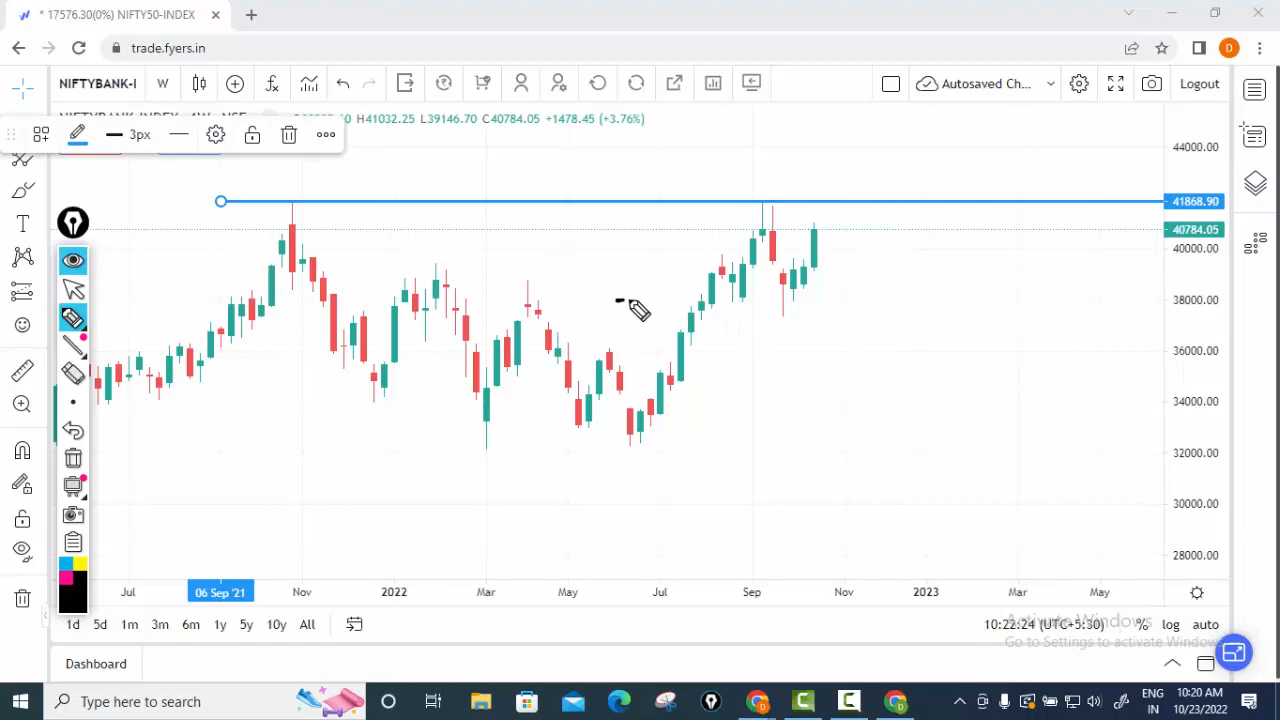 * 17576.30(0%) NIFTY50-INDEX
trade.fyers.in
D
NIFTYBANK-I W
Autosaved Ch...
Logout
H41032.25 L39146.70 C40784.05 +1478.45 (+3.76%)
3px
44000.00
41868.90
40784.05
40000.00
38000.00
36000.00
34000.00
32000.00
30000.00
28000.00
Jul
06 Sep '21
Nov
2022
Mar
May
Jul
Sep
Nov
2023
Mar
May
1d 5d 1m 3m 6m 1y 5y 10y All
10:22:24 (UTC+5:30) % log auto
Activate Windows
Go to Settings to activate Windows
Dashboard
Type here to search
ENG
IN
10:20 AM
10/23/2022